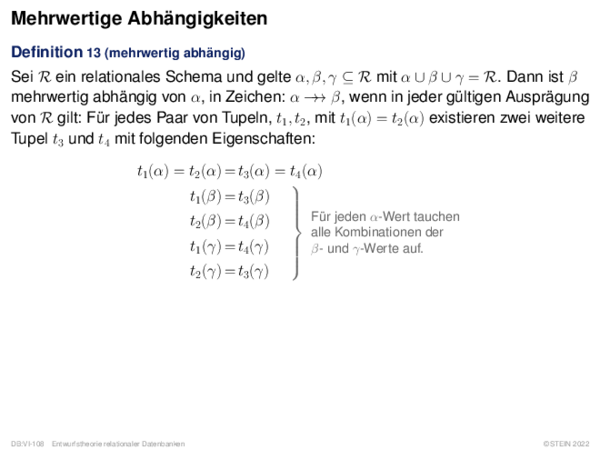 Mehrwertige Abhängigkeiten
Definition 13 (mehrwertig abhängig)
Sei ℛ ein relationales Schema und gelte α, β, γ ⊆ ℛ mit α ∪ β ∪ γ = ℛ. Dann ist β
mehrwertig abhängig von α, in Zeichen: α →→ β, wenn in jeder gültigen Ausprägung
von ℛ gilt: Für jedes Paar von Tupeln, t₁, t₂, mit t₁(α) = t₂(α) existieren zwei weitere
Tupel t₃ und t₄ mit folgenden Eigenschaften:
t₁(α) = t₂(α) = t₃(α) = t₄(α)
t₁(β) = t₃(β)
t₂(β) = t₄(β)
t₁(γ) = t₄(γ)
t₂(γ) = t₃(γ)
Für jeden α-Wert tauchen
alle Kombinationen der
β- und γ-Werte auf.
DB:VI-108 Entwurfstheorie relationaler Datenbanken
©STEIN 2022